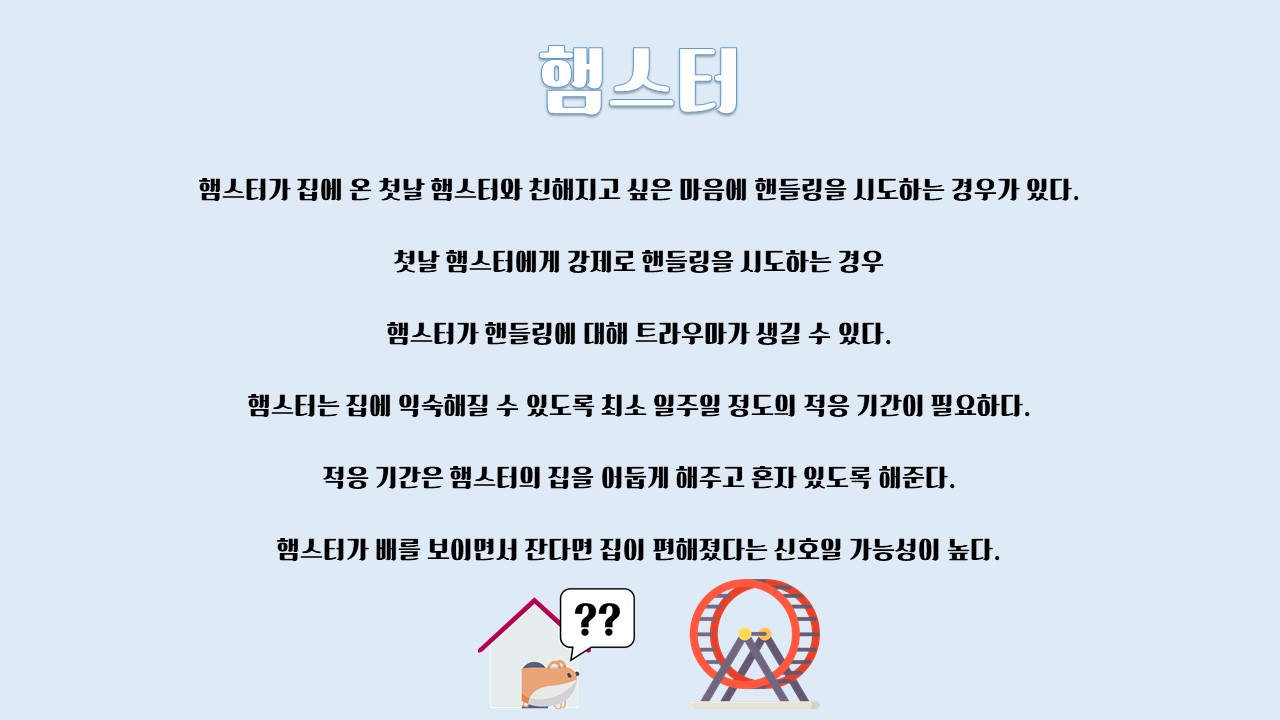 햄스터
햄스터가 집에 온 첫날 햄스터와 친해지고 싶은 마음에 핸들링을 시도하는 경우가 있다.
첫날 햄스터에게 강제로 핸들링을 시도하는 경우
햄스터가 핸들링에 대해 트라우마가 생길 수 있다.
햄스터는 집에 익숙해질 수 있도록 최소 일주일 정도의 적응 기간이 필요하다.
적응 기간은 햄스터의 집을 어둡게 해주고 혼자 있도록 해준다.
햄스터가 배를 보이면서 잔다면 집이 편해졌다는 신호일 가능성이 높다.
??